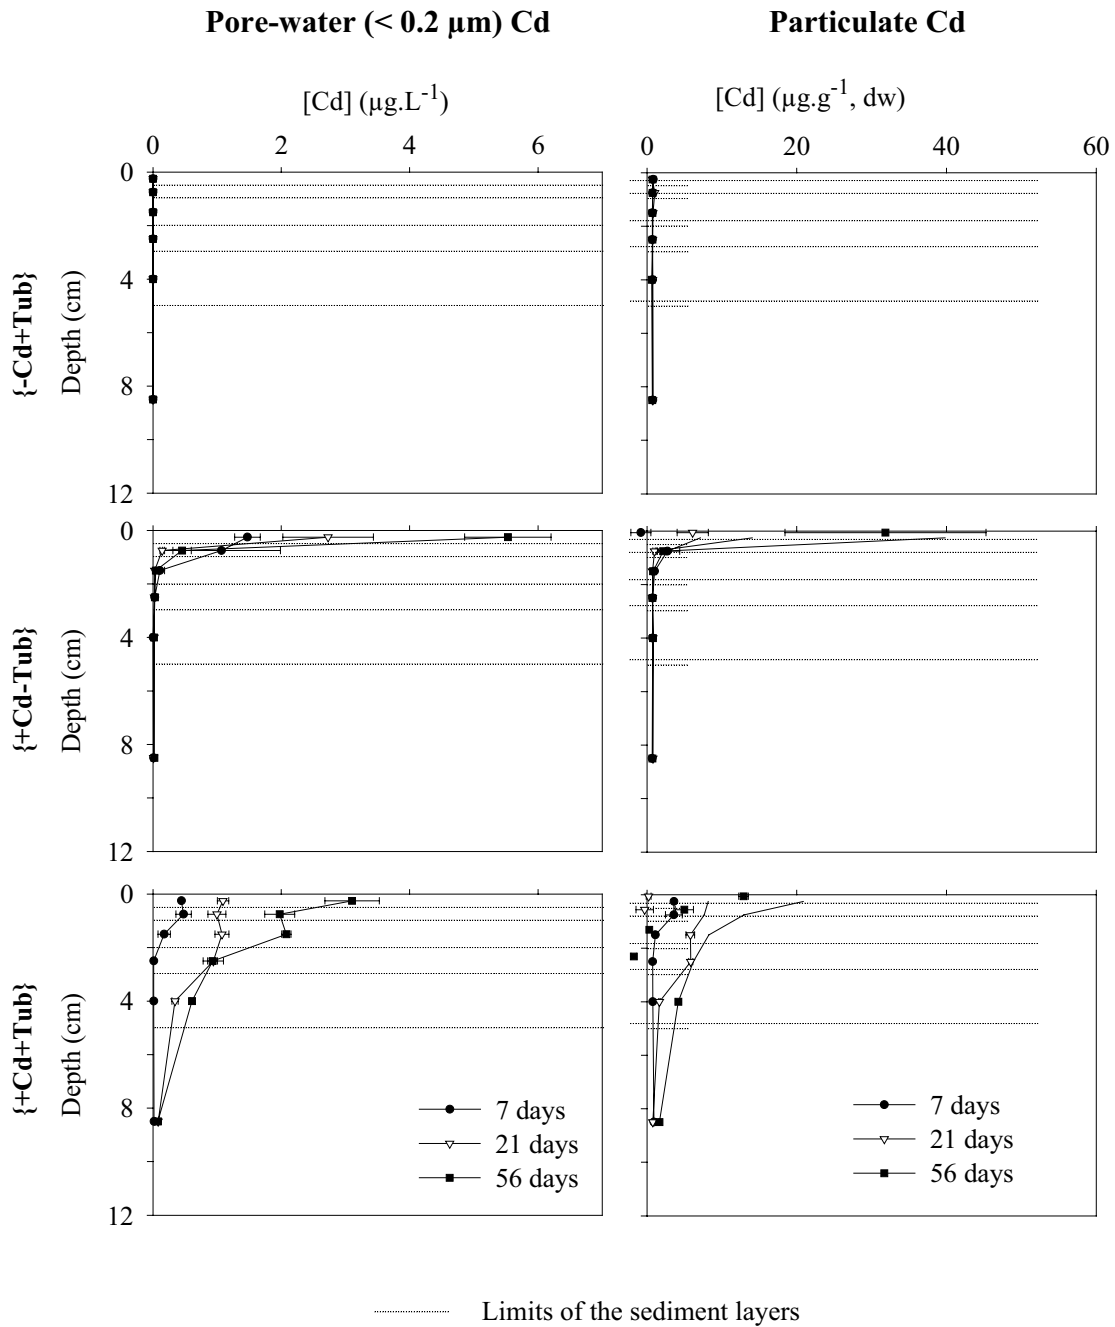 Pore-water (< 0.2 µm) Cd
Particulate Cd
[Cd] (µg.L-1)
[Cd] (µg.g-1, dw)
0 2 4 6
0 20 40 60
0
4
8
12
{-Cd+Tub}
Depth (cm)
0
4
8
12
{+Cd-Tub}
Depth (cm)
0
4
8
12
{+Cd+Tub}
Depth (cm)
7 days
21 days
56 days
7 days
21 days
56 days
Limits of the sediment layers